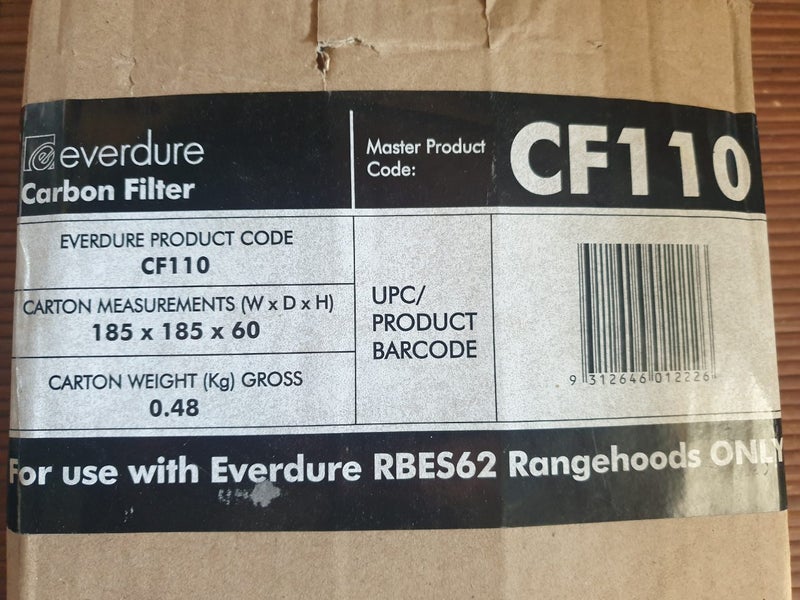 everdure
Carbon Filter
Master Product
Code:
CF110
EVERDURE PRODUCT CODE
CF110
CARTON MEASUREMENTS (W x D x H)
185 x 185 x 60
CARTON WEIGHT (Kg) GROSS
0.48
UPC/
PRODUCT
BARCODE
9 312646 012226
For use with Everdure RBES62 Rangehoods ONLY